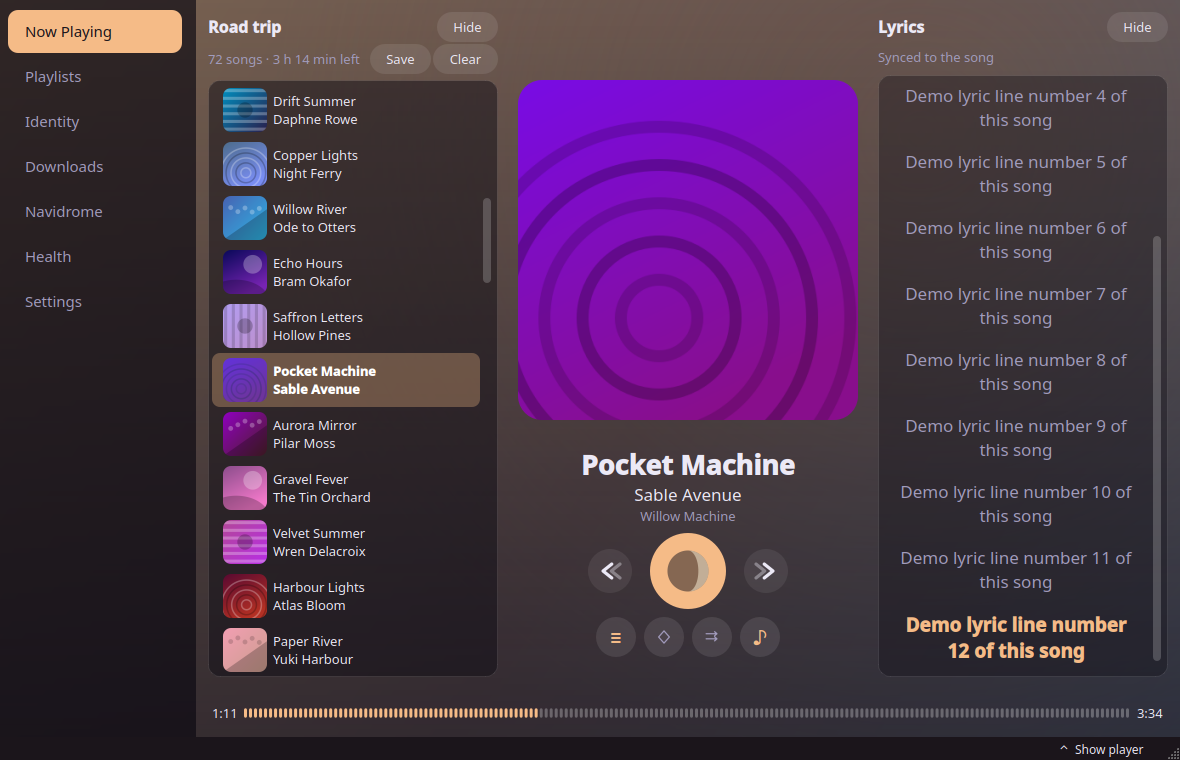 Now Playing
Playlists
Identity
Downloads
Navidrome
Health
Settings
Road trip
Hide
72 songs · 3 h 14 min left
Save
Clear
Drift Summer
Daphne Rowe
Copper Lights
Night Ferry
Willow River
Ode to Otters
Echo Hours
Bram Okafor
Saffron Letters
Hollow Pines
Pocket Machine
Sable Avenue
Aurora Mirror
Pilar Moss
Gravel Fever
The Tin Orchard
Velvet Summer
Wren Delacroix
Harbour Lights
Atlas Bloom
Paper River
Yuki Harbour
Pocket Machine
Sable Avenue
Willow Machine
Lyrics
Hide
Synced to the song
Demo lyric line number 4 of
this song
Demo lyric line number 5 of
this song
Demo lyric line number 6 of
this song
Demo lyric line number 7 of
this song
Demo lyric line number 8 of
this song
Demo lyric line number 9 of
this song
Demo lyric line number 10 of
this song
Demo lyric line number 11 of
this song
Demo lyric line number
12 of this song
1:11
3:34
Show player